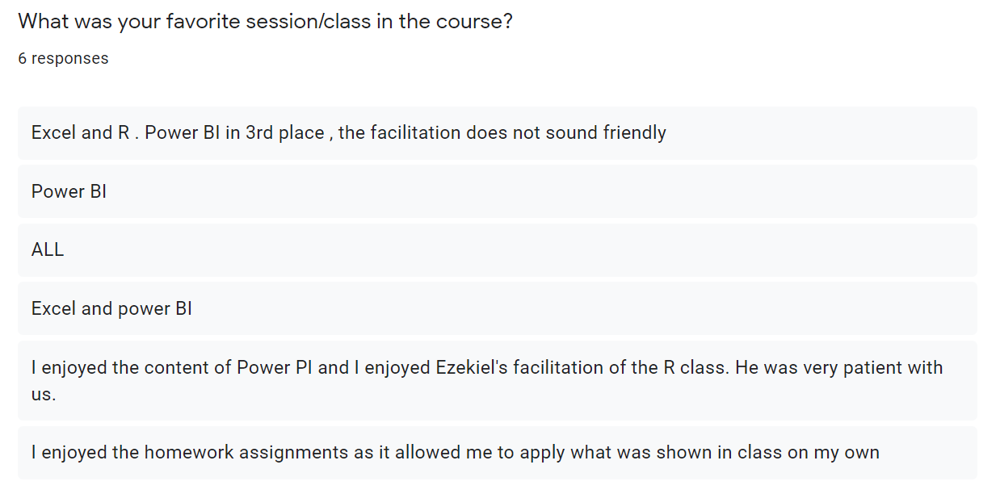 What was your favorite session/class in the course?
6 responses
Excel and R . Power BI in 3rd place , the facilitation does not sound friendly
Power BI
ALL
Excel and power BI
I enjoyed the content of Power PI and I enjoyed Ezekiel's facilitation of the R class. He was very patient with
us.
I enjoyed the homework assignments as it allowed me to apply what was shown in class on my own